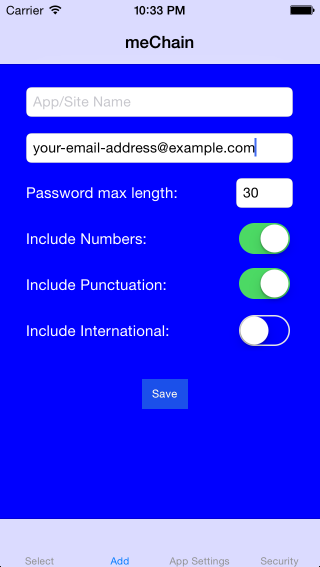 Carrier 10:33 PM
meChain
App/Site Name
your-email-address@example.com
Password max length: 30
Include Numbers:
Include Punctuation:
Include International:
Save
Select Add App Settings Security